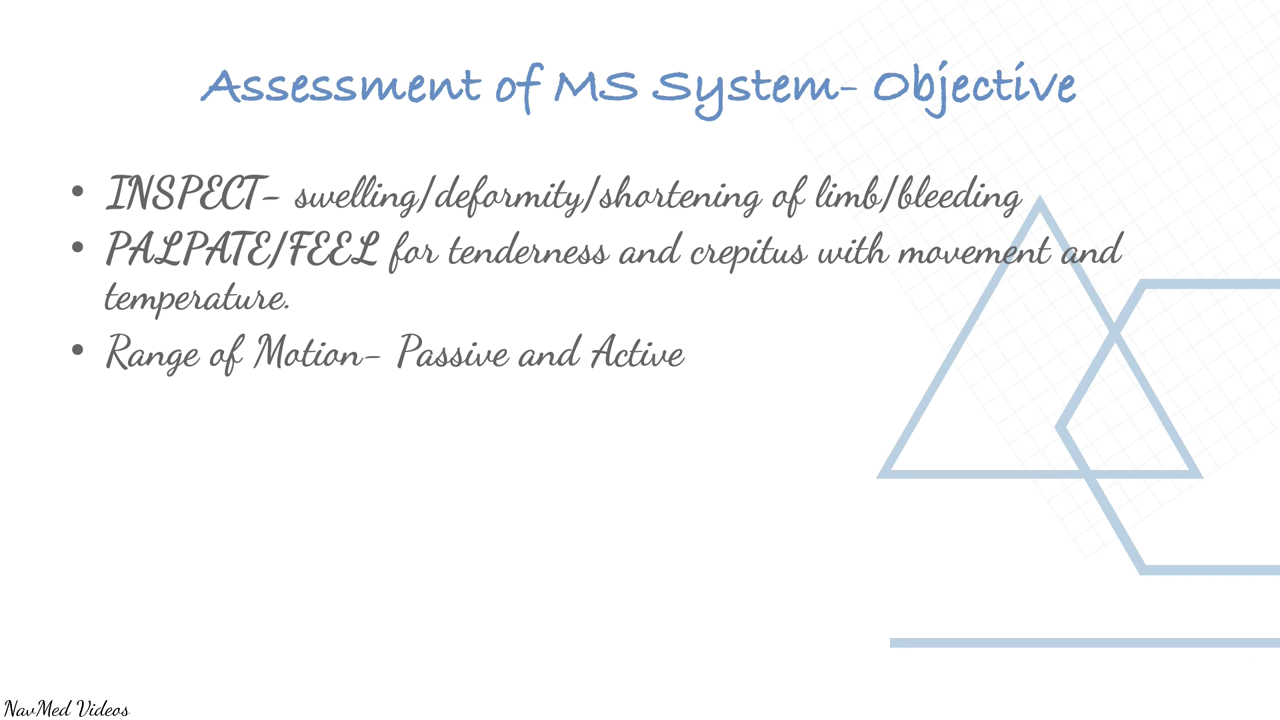 Assessment of MS System- Objective
• INSPECT- swelling/deformity/shortening of limb/bleeding
• PALPATE/FEEL for tenderness and crepitus with movement and
temperature.
• Range of Motion- Passive and Active
NavMed Videos